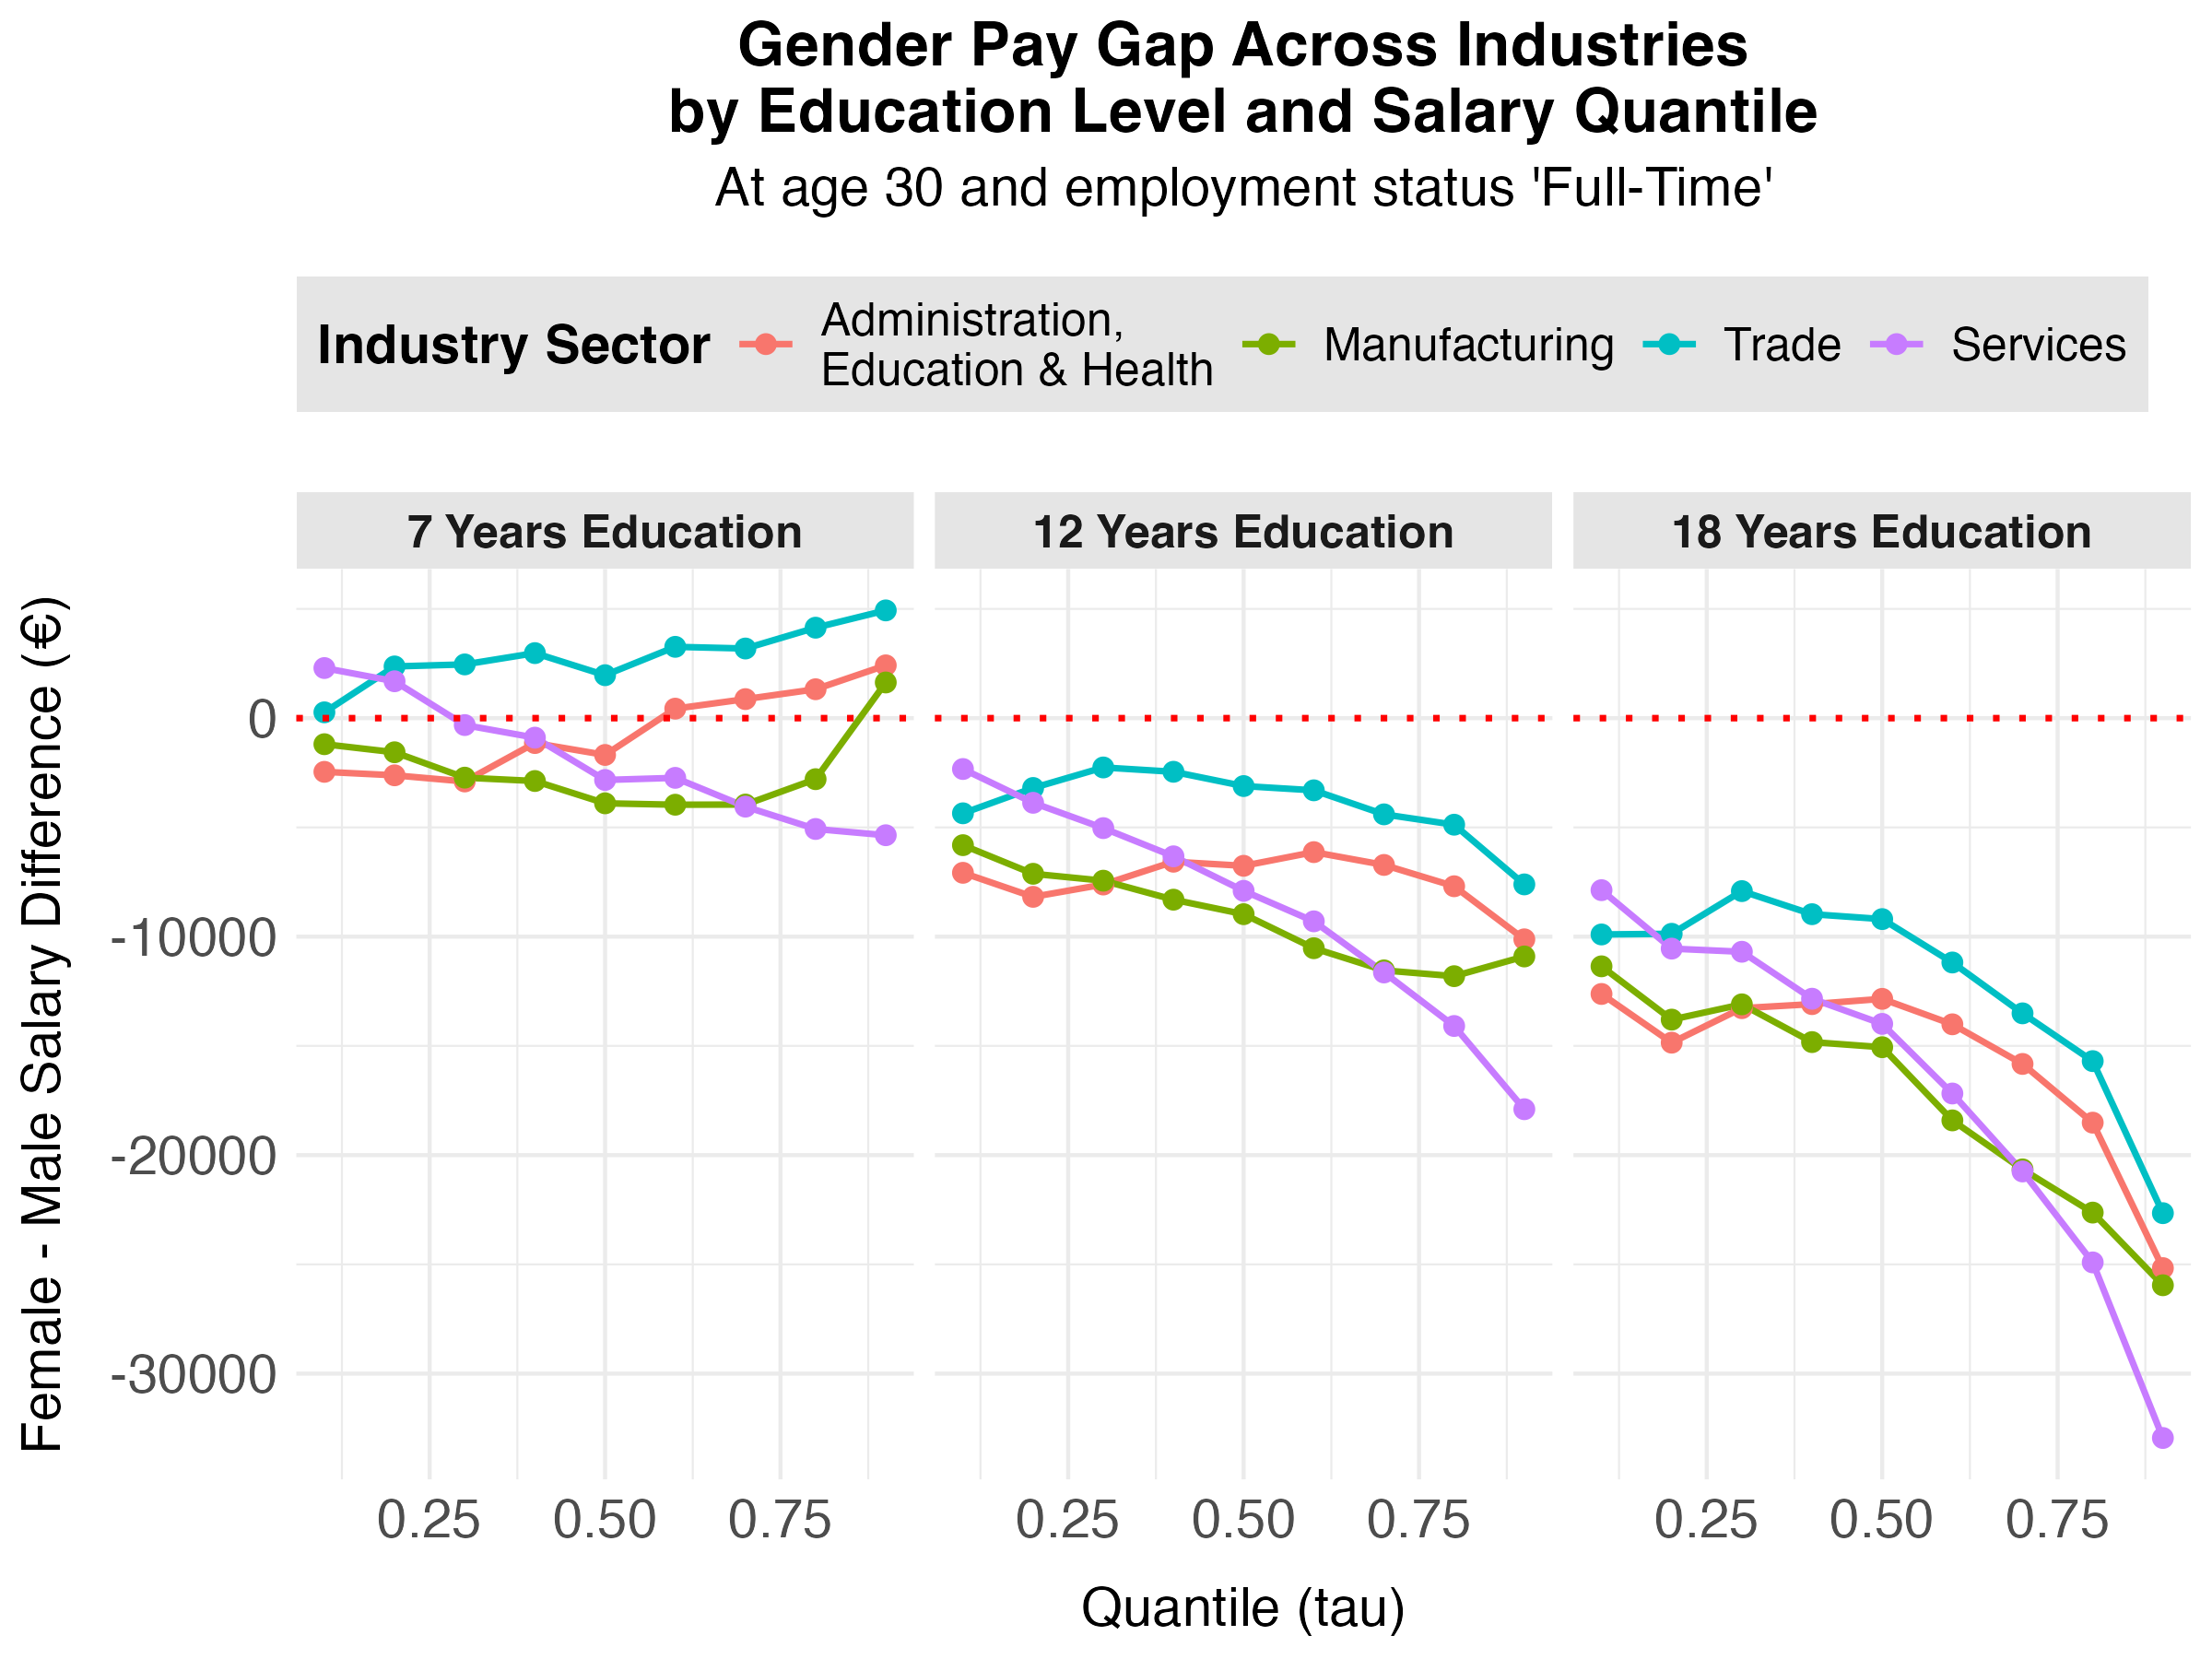 Gender Pay Gap Across Industries
by Education Level and Salary Quantile
At age 30 and employment status 'Full-Time'
Industry Sector
Administration,
Education & Health
Manufacturing
Trade
Services
7 Years Education
12 Years Education
18 Years Education
Female - Male Salary Difference (€)
0
-10000
-20000
-30000
0.25 0.50 0.75
0.25 0.50 0.75
0.25 0.50 0.75
Quantile (tau)